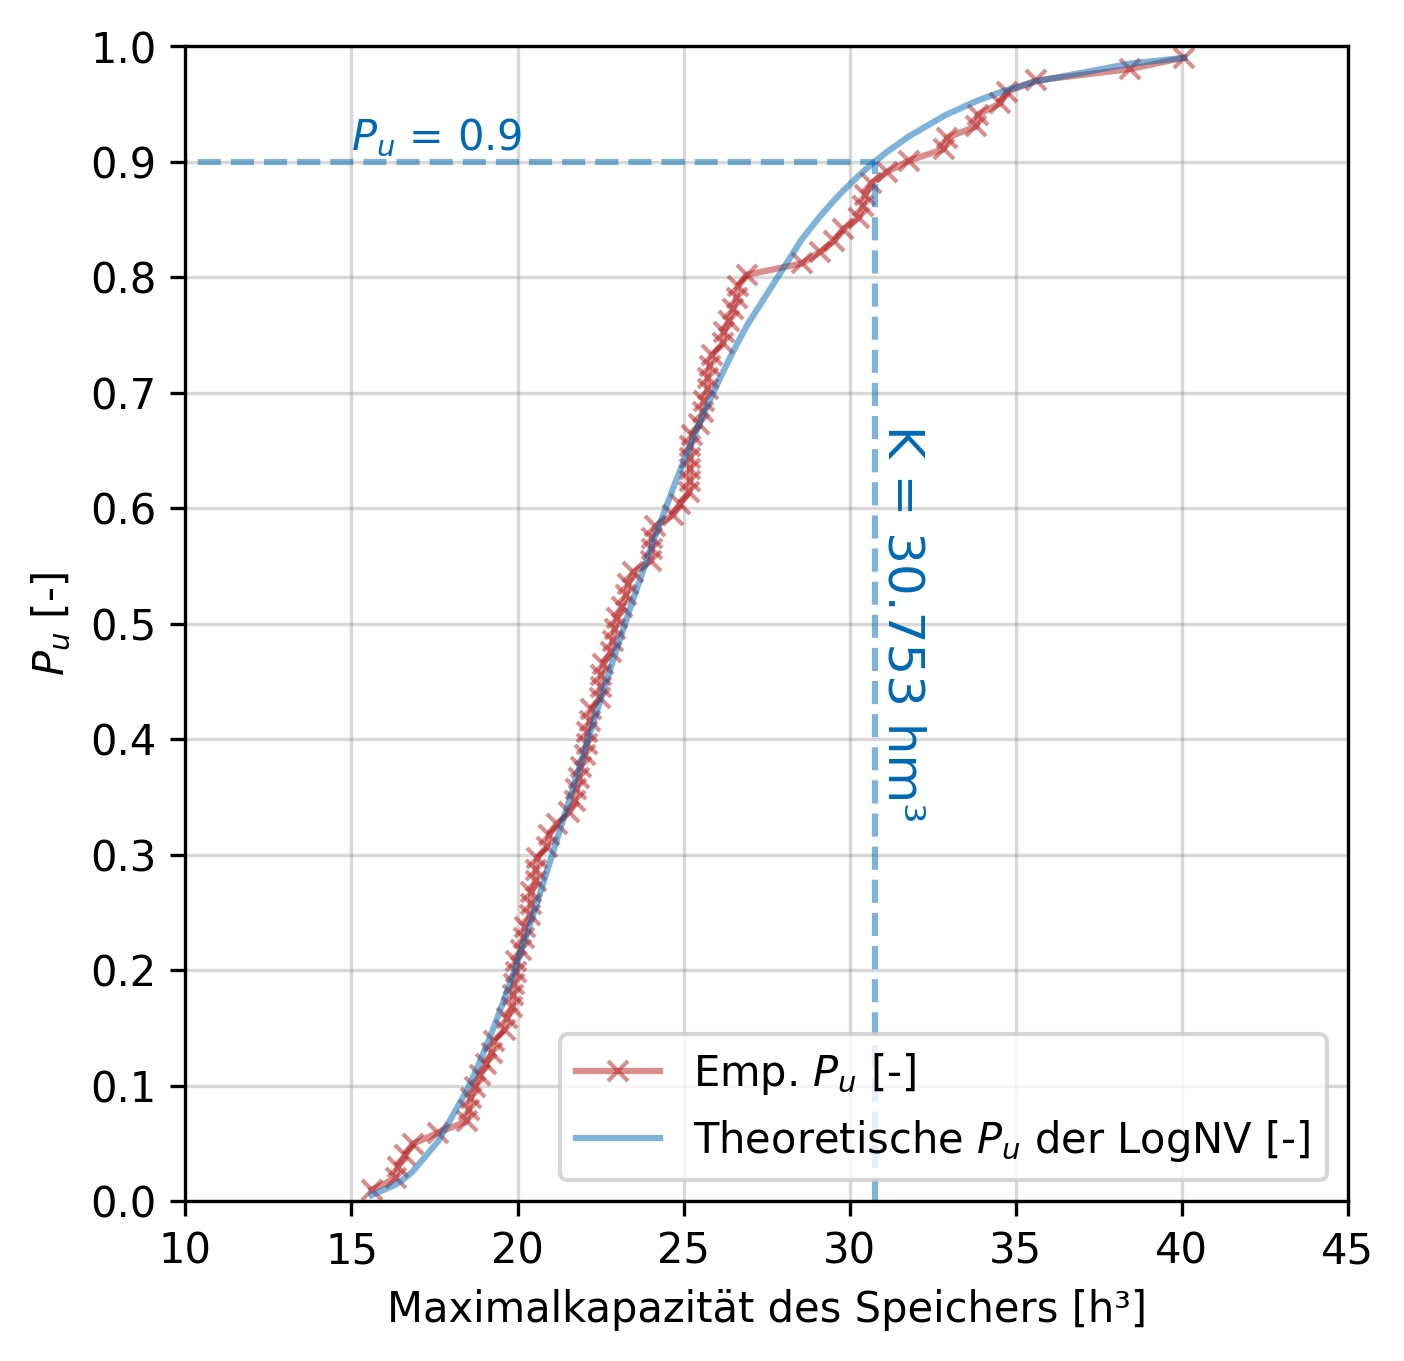 1.0
0.9
0.8
0.7
0.6
0.5
0.4
0.3
0.2
0.1
0.0
P_u [-]
P_u = 0.9
K = 30.753 hm³
Emp. P_u [-]
Theoretische P_u der LogNV [-]
10 15 20 25 30 35 40 45
Maximalkapazität des Speichers [h³]